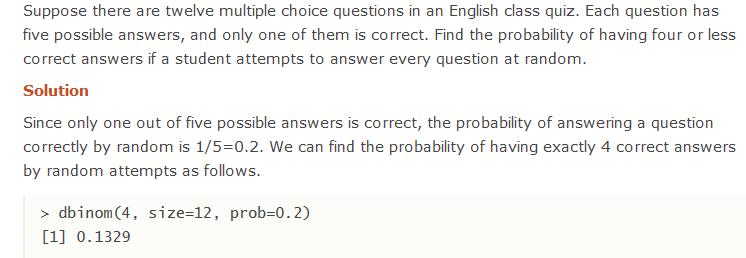 Suppose there are twelve multiple choice questions in an English class quiz. Each question has
five possible answers, and only one of them is correct. Find the probability of having four or less
correct answers if a student attempts to answer every question at random.
Solution
Since only one out of five possible answers is correct, the probability of answering a question
correctly by random is 1/5=0.2. We can find the probability of having exactly 4 correct answers
by random attempts as follows.
> dbinom(4, size=12, prob=0.2)
[1] 0.1329